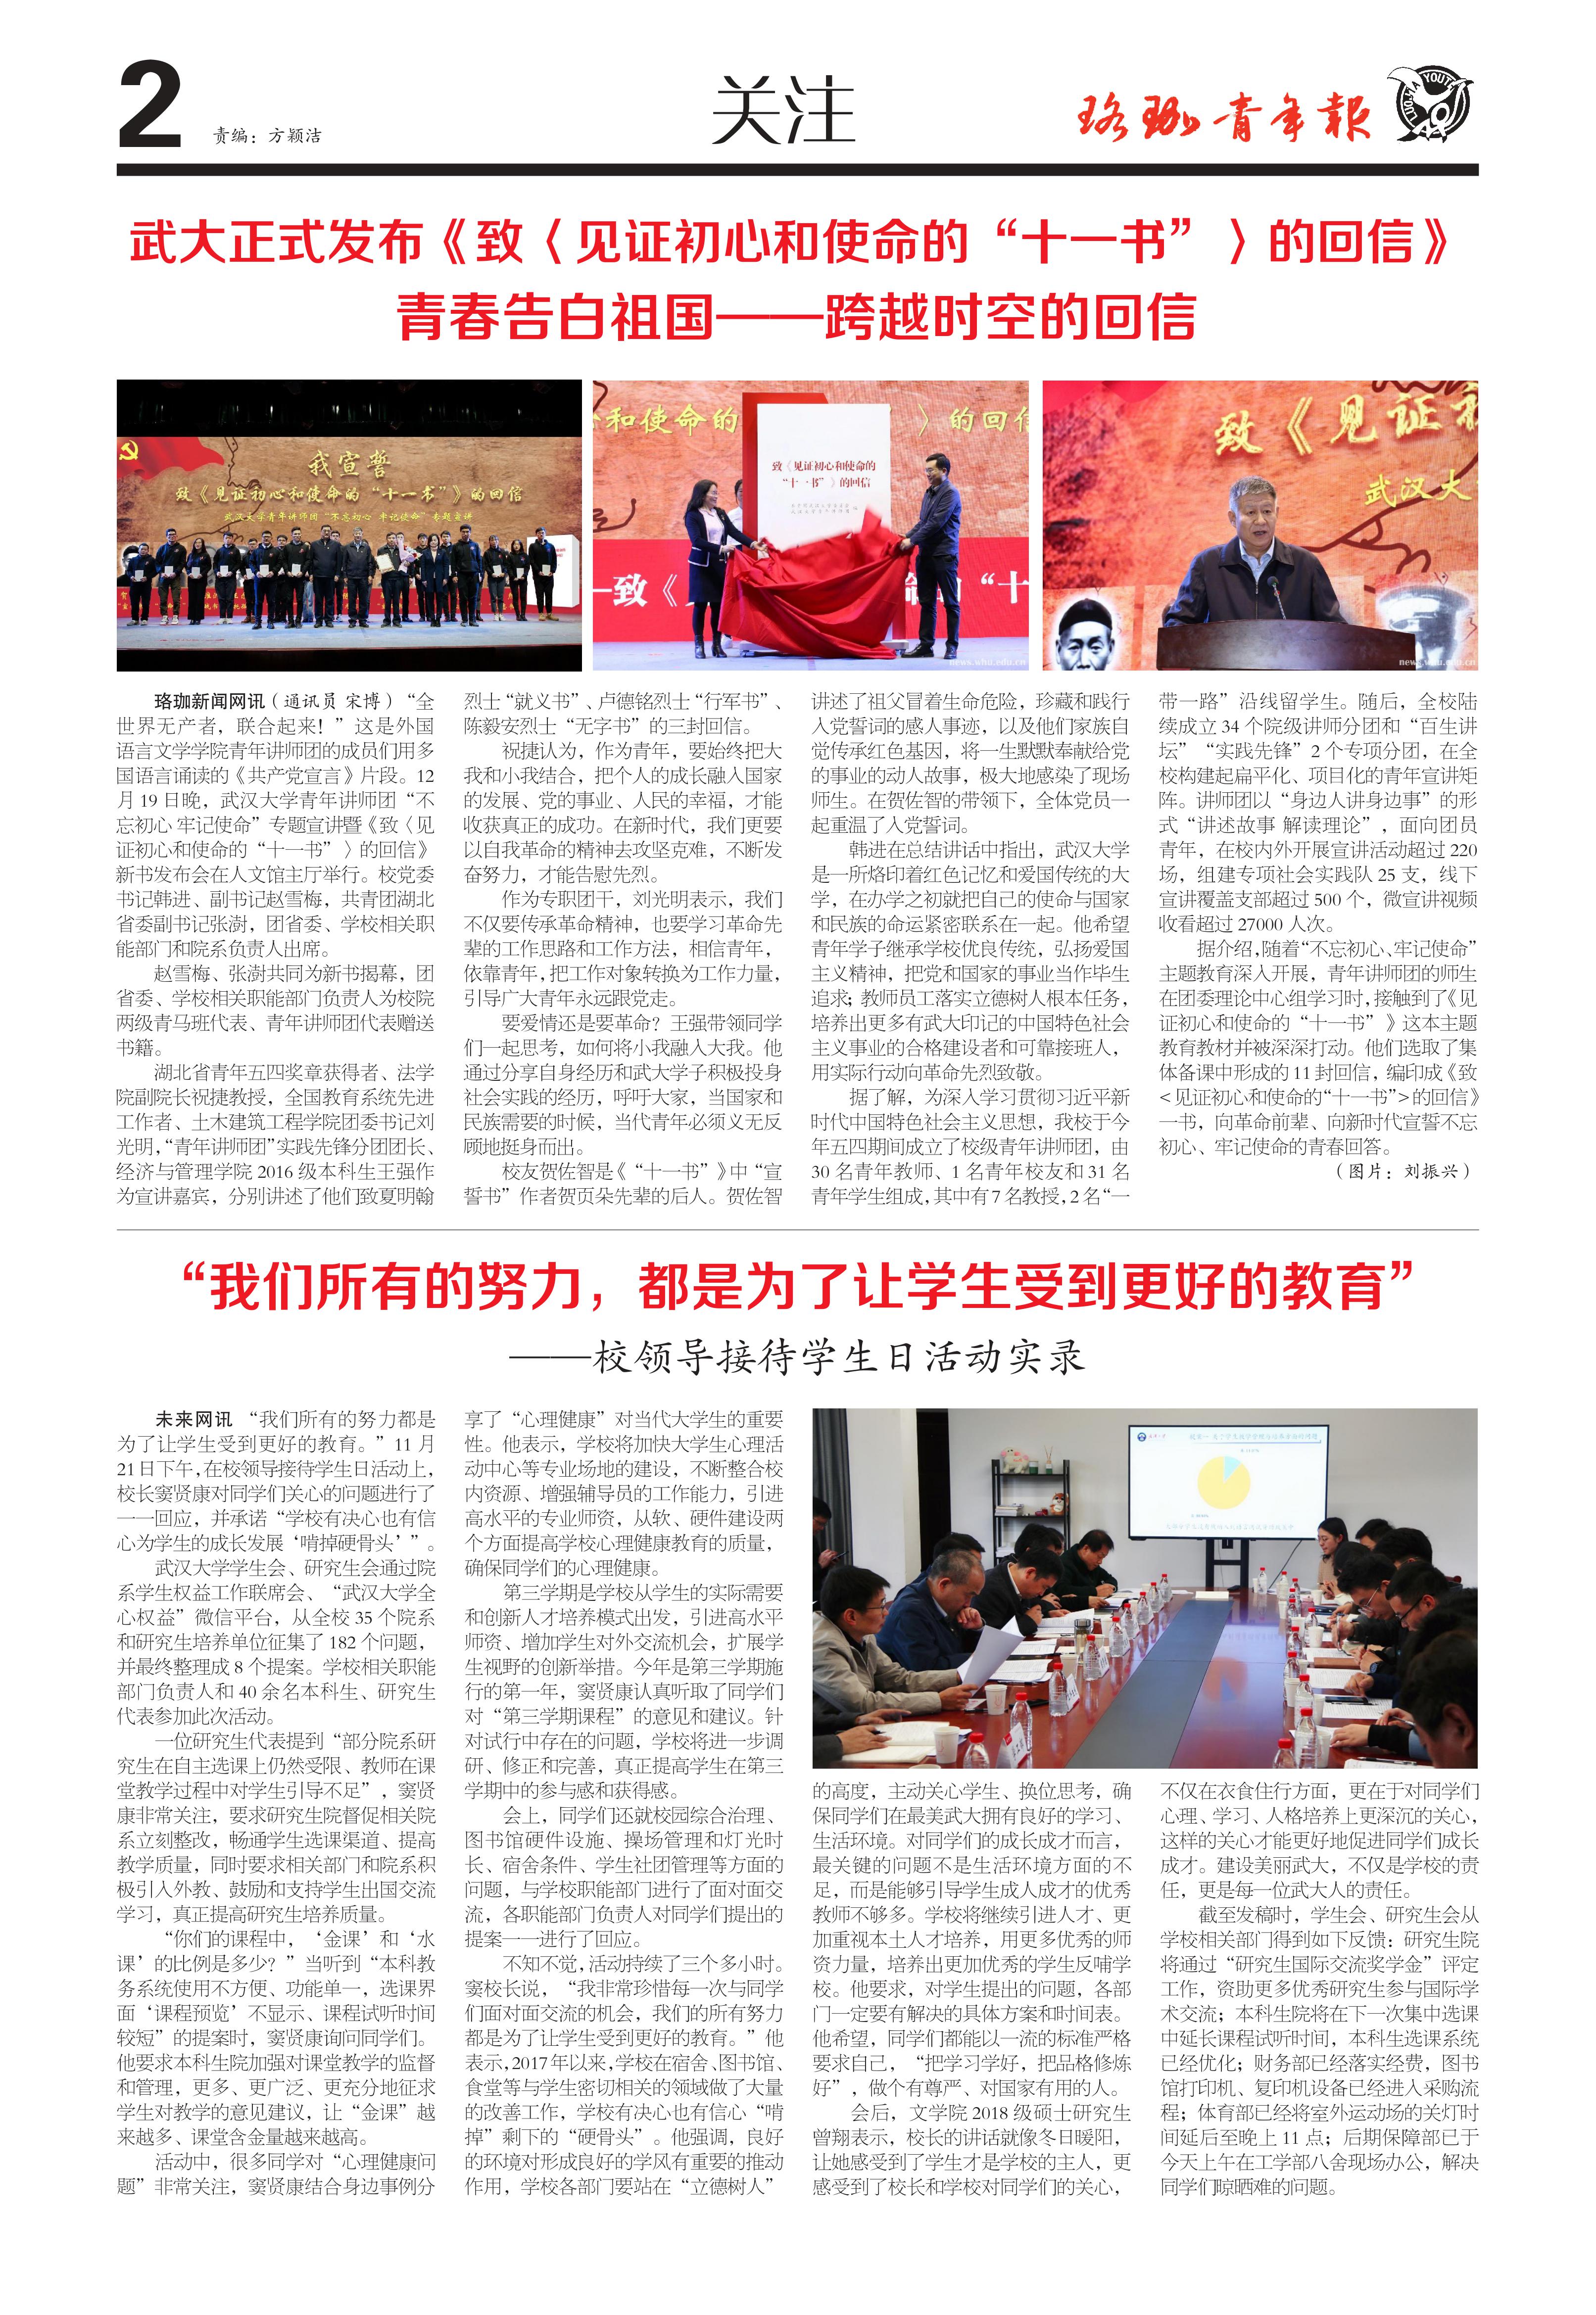 2
责编：方颖洁
关注
珞珈青年報
武大正式发布《致〈见证初心和使命的“十一书”〉的回信》
青春告白祖国——跨越时空的回信
我宣誓
致《见证初心和使命的“十一书”》的回信
武汉大学青年讲师团“不忘初心 牢记使命”专题宣讲
致《见证初心和使命的
“十一书”》的回信
news.whu.edu.cn
致《见证初
武汉大
news.whu.edu.cn
珞珈新闻网讯（通讯员 宋博）“全
世界无产者，联合起来！”这是外国
语言文学学院青年讲师团的成员们用多
国语言诵读的《共产党宣言》片段。12
月 19 日晚，武汉大学青年讲师团“不
忘初心 牢记使命”专题宣讲暨《致〈见
证初心和使命的“十一书”〉的回信》
新书发布会在人文馆主厅举行。校党委
书记韩进、副书记赵雪梅，共青团湖北
省委副书记张澍，团省委、学校相关职
能部门和院系负责人出席。
赵雪梅、张澍共同为新书揭幕，团
省委、学校相关职能部门负责人为校院
两级青马班代表、青年讲师团代表赠送
书籍。
湖北省青年五四奖章获得者、法学
院副院长祝捷教授，全国教育系统先进
工作者、土木建筑工程学院团委书记刘
光明，“青年讲师团”实践先锋分团团长、
经济与管理学院 2016 级本科生王强作
为宣讲嘉宾，分别讲述了他们致夏明翰
烈士“就义书”、卢德铭烈士“行军书”、
陈毅安烈士“无字书”的三封回信。
祝捷认为，作为青年，要始终把大
我和小我结合，把个人的成长融入国家
的发展、党的事业、人民的幸福，才能
收获真正的成功。在新时代，我们更要
以自我革命的精神去攻坚克难，不断发
奋努力，才能告慰先烈。
作为专职团干，刘光明表示，我们
不仅要传承革命精神，也要学习革命先
辈的工作思路和工作方法，相信青年，
依靠青年，把工作对象转换为工作力量，
引导广大青年永远跟党走。
要爱情还是要革命？王强带领同学
们一起思考，如何将小我融入大我。他
通过分享自身经历和武大学子积极投身
社会实践的经历，呼吁大家，当国家和
民族需要的时候，当代青年必须义无反
顾地挺身而出。
校友贺佐智是《“十一书”》中“宣
誓书”作者贺页朵先辈的后人。贺佐智
讲述了祖父冒着生命危险，珍藏和践行
入党誓词的感人事迹，以及他们家族自
觉传承红色基因，将一生默默奉献给党
的事业的动人故事，极大地感染了现场
师生。在贺佐智的带领下，全体党员一
起重温了入党誓词。
韩进在总结讲话中指出，武汉大学
是一所烙印着红色记忆和爱国传统的大
学，在办学之初就把自己的使命与国家
和民族的命运紧密联系在一起。他希望
青年学子继承学校优良传统，弘扬爱国
主义精神，把党和国家的事业当作毕生
追求；教师员工落实立德树人根本任务，
培养出更多有武大印记的中国特色社会
主义事业的合格建设者和可靠接班人，
用实际行动向革命先烈致敬。
据了解，为深入学习贯彻习近平新
时代中国特色社会主义思想，我校于今
年五四期间成立了校级青年讲师团，由
30 名青年教师、1 名青年校友和 31 名
青年学生组成，其中有 7 名教授，2 名“一
带一路”沿线留学生。随后，全校陆
续成立 34 个院级讲师分团和“百生讲
坛”“实践先锋”2 个专项分团，在全
校构建起扁平化、项目化的青年宣讲矩
阵。讲师团以“身边人讲身边事”的形
式“讲述故事 解读理论”，面向团员
青年，在校内外开展宣讲活动超过 220
场，组建专项社会实践队 25 支，线下
宣讲覆盖支部超过 500 个，微宣讲视频
收看超过 27000 人次。
据介绍，随着“不忘初心、牢记使命”
主题教育深入开展，青年讲师团的师生
在团委理论中心组学习时，接触到了《见
证初心和使命的“十一书”》这本主题
教育教材并被深深打动。他们选取了集
体备课中形成的 11 封回信，编印成《致
<见证初心和使命的“十一书”>的回信》
一书，向革命前辈、向新时代宣誓不忘
初心、牢记使命的青春回答。
（图片：刘振兴）
“我们所有的努力，都是为了让学生受到更好的教育”
——校领导接待学生日活动实录
未来网讯 “我们所有的努力都是
为了让学生受到更好的教育。”11 月
21日下午，在校领导接待学生日活动上，
校长窦贤康对同学们关心的问题进行了
一一回应，并承诺“学校有决心也有信
心为学生的成长发展‘啃掉硬骨头’”。
武汉大学学生会、研究生会通过院
系学生权益工作联席会、“武汉大学全
心权益”微信平台，从全校 35 个院系
和研究生培养单位征集了 182 个问题，
并最终整理成 8 个提案。学校相关职能
部门负责人和 40 余名本科生、研究生
代表参加此次活动。
一位研究生代表提到“部分院系研
究生在自主选课上仍然受限、教师在课
堂教学过程中对学生引导不足”，窦贤
康非常关注，要求研究生院督促相关院
系立刻整改，畅通学生选课渠道、提高
教学质量，同时要求相关部门和院系积
极引入外教、鼓励和支持学生出国交流
学习，真正提高研究生培养质量。
“你们的课程中，‘金课’和‘水
课’的比例是多少？”当听到“本科教
务系统使用不方便、功能单一，选课界
面‘课程预览’不显示、课程试听时间
较短”的提案时，窦贤康询问同学们。
他要求本科生院加强对课堂教学的监督
和管理，更多、更广泛、更充分地征求
学生对教学的意见建议，让“金课”越
来越多、课堂含金量越来越高。
活动中，很多同学对“心理健康问
题”非常关注，窦贤康结合身边事例分
享了“心理健康”对当代大学生的重要
性。他表示，学校将加快大学生心理活
动中心等专业场地的建设，不断整合校
内资源、增强辅导员的工作能力，引进
高水平的专业师资，从软、硬件建设两
个方面提高学校心理健康教育的质量，
确保同学们的心理健康。
第三学期是学校从学生的实际需要
和创新人才培养模式出发，引进高水平
师资、增加学生对外交流机会，扩展学
生视野的创新举措。今年是第三学期施
行的第一年，窦贤康认真听取了同学们
对“第三学期课程”的意见和建议。针
对试行中存在的问题，学校将进一步调
研、修正和完善，真正提高学生在第三
学期中的参与感和获得感。
会上，同学们还就校园综合治理、
图书馆硬件设施、操场管理和灯光时
长、宿舍条件、学生社团管理等方面的
问题，与学校职能部门进行了面对面交
流，各职能部门负责人对同学们提出的
提案一一进行了回应。
不知不觉，活动持续了三个多小时。
窦校长说，“我非常珍惜每一次与同学
们面对面交流的机会，我们的所有努力
都是为了让学生受到更好的教育。”他
表示，2017 年以来，学校在宿舍、图书馆、
食堂等与学生密切相关的领域做了大量
的改善工作，学校有决心也有信心“啃
掉”剩下的“硬骨头”。他强调，良好
的环境对形成良好的学风有重要的推动
作用，学校各部门要站在“立德树人”
的高度，主动关心学生、换位思考，确
保同学们在最美武大拥有良好的学习、
生活环境。对同学们的成长成才而言，
最关键的问题不是生活环境方面的不
足，而是能够引导学生成人成才的优秀
教师不够多。学校将继续引进人才、更
加重视本土人才培养，用更多优秀的师
资力量，培养出更加优秀的学生反哺学
校。他要求，对学生提出的问题，各部
门一定要有解决的具体方案和时间表。
他希望，同学们都能以一流的标准严格
要求自己，“把学习学好，把品格修炼
好”，做个有尊严、对国家有用的人。
会后，文学院 2018 级硕士研究生
曾翔表示，校长的讲话就像冬日暖阳，
让她感受到了学生才是学校的主人，更
感受到了校长和学校对同学们的关心，
不仅在衣食住行方面，更在于对同学们
心理、学习、人格培养上更深沉的关心，
这样的关心才能更好地促进同学们成长
成才。建设美丽武大，不仅是学校的责
任，更是每一位武大人的责任。
截至发稿时，学生会、研究生会从
学校相关部门得到如下反馈：研究生院
将通过“研究生国际交流奖学金”评定
工作，资助更多优秀研究生参与国际学
术交流；本科生院将在下一次集中选课
中延长课程试听时间，本科生选课系统
已经优化；财务部已经落实经费，图书
馆打印机、复印机设备已经进入采购流
程；体育部已经将室外运动场的关灯时
间延后至晚上 11 点；后期保障部已于
今天上午在工学部八舍现场办公，解决
同学们晾晒难的问题。